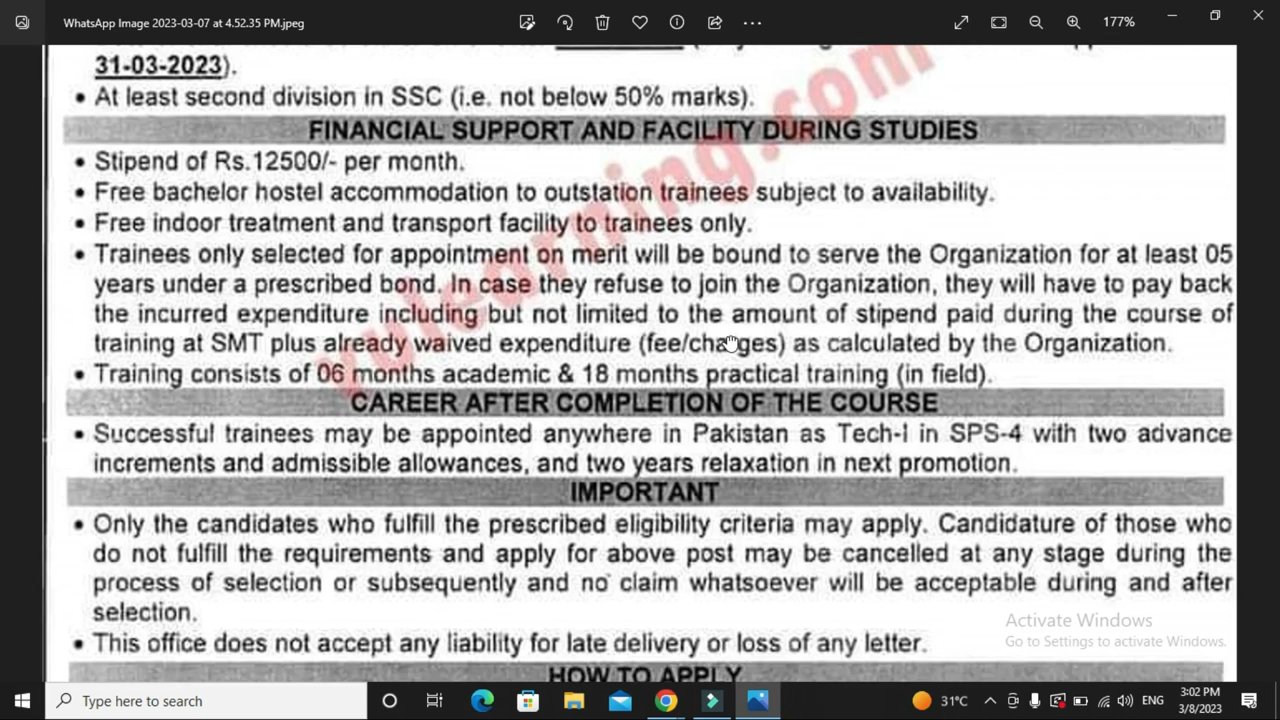 WhatsApp Image 2023-03-07 at 4.52.35 PM.jpeg
177%
31-03-2023).
• At least second division in SSC (i.e. not below 50% marks).
FINANCIAL SUPPORT AND FACILITY DURING STUDIES
• Stipend of Rs.12500/- per month.
• Free bachelor hostel accommodation to outstation trainees subject to availability.
• Free indoor treatment and transport facility to trainees only.
• Trainees only selected for appointment on merit will be bound to serve the Organization for at least 05
years under a prescribed bond. In case they refuse to join the Organization, they will have to pay back
the incurred expenditure including but not limited to the amount of stipend paid during the course of
training at SMT plus already waived expenditure (fee/charges) as calculated by the Organization.
• Training consists of 06 months academic & 18 months practical training (in field).
CAREER AFTER COMPLETION OF THE COURSE
• Successful trainees may be appointed anywhere in Pakistan as Tech-I in SPS-4 with two advance
increments and admissible allowances, and two years relaxation in next promotion.
IMPORTANT
• Only the candidates who fulfill the prescribed eligibility criteria may apply. Candidature of those who
do not fulfill the requirements and apply for above post may be cancelled at any stage during the
process of selection or subsequently and no claim whatsoever will be acceptable during and after
selection.
• This office does not accept any liability for late delivery or loss of any letter.
HOW TO APPLY
yulearning.com
Activate Windows
Go to Settings to activate Windows.
Type here to search
31°C
ENG
3:02 PM
3/8/2023